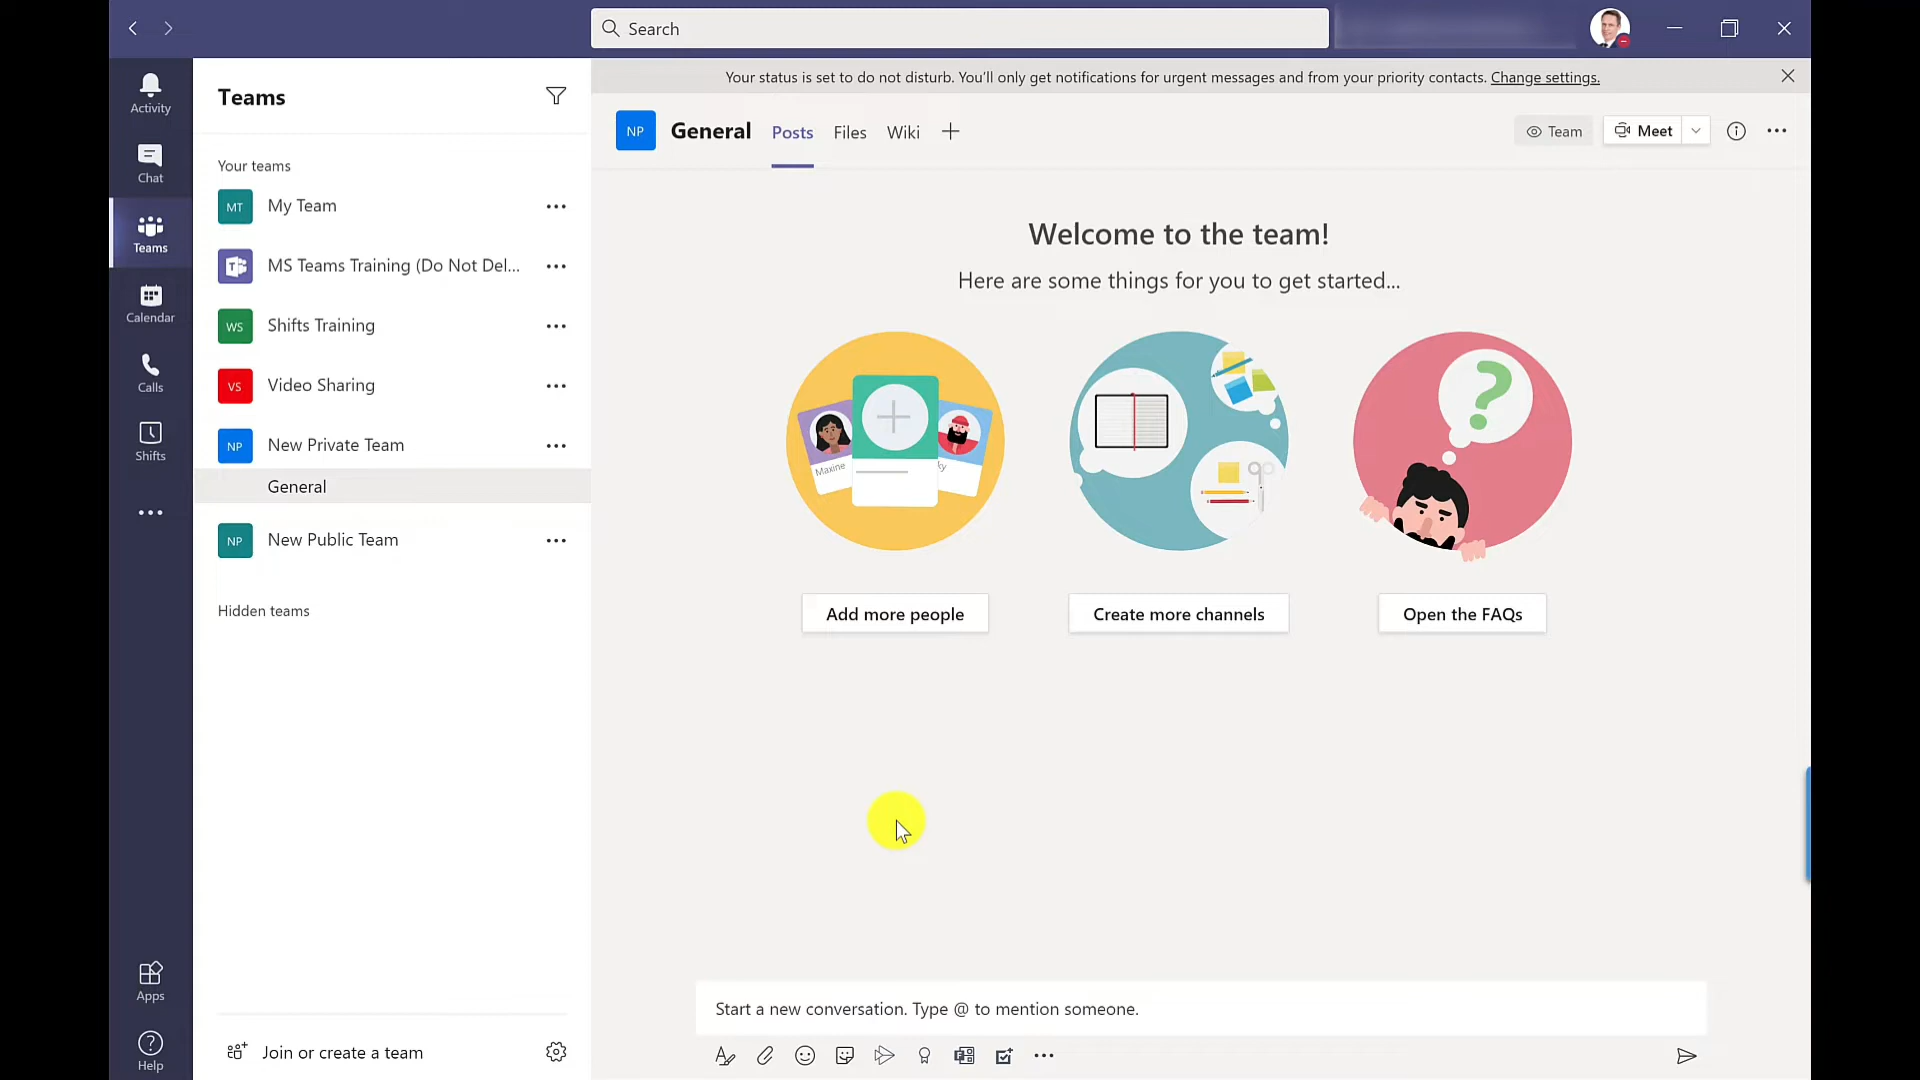 Search
Activity
Chat
Teams
Calendar
Calls
Shifts
Apps
Help
Teams
Your teams
MT My Team
MS Teams Training (Do Not Del...
WS Shifts Training
VS Video Sharing
NP New Private Team
General
NP New Public Team
Hidden teams
Join or create a team
Your status is set to do not disturb. You'll only get notifications for urgent messages and from your priority contacts. Change settings.
NP General Posts Files Wiki
Team Meet
Welcome to the team!
Here are some things for you to get started...
Maxine
ky
Add more people
Create more channels
Open the FAQs
Start a new conversation. Type @ to mention someone.